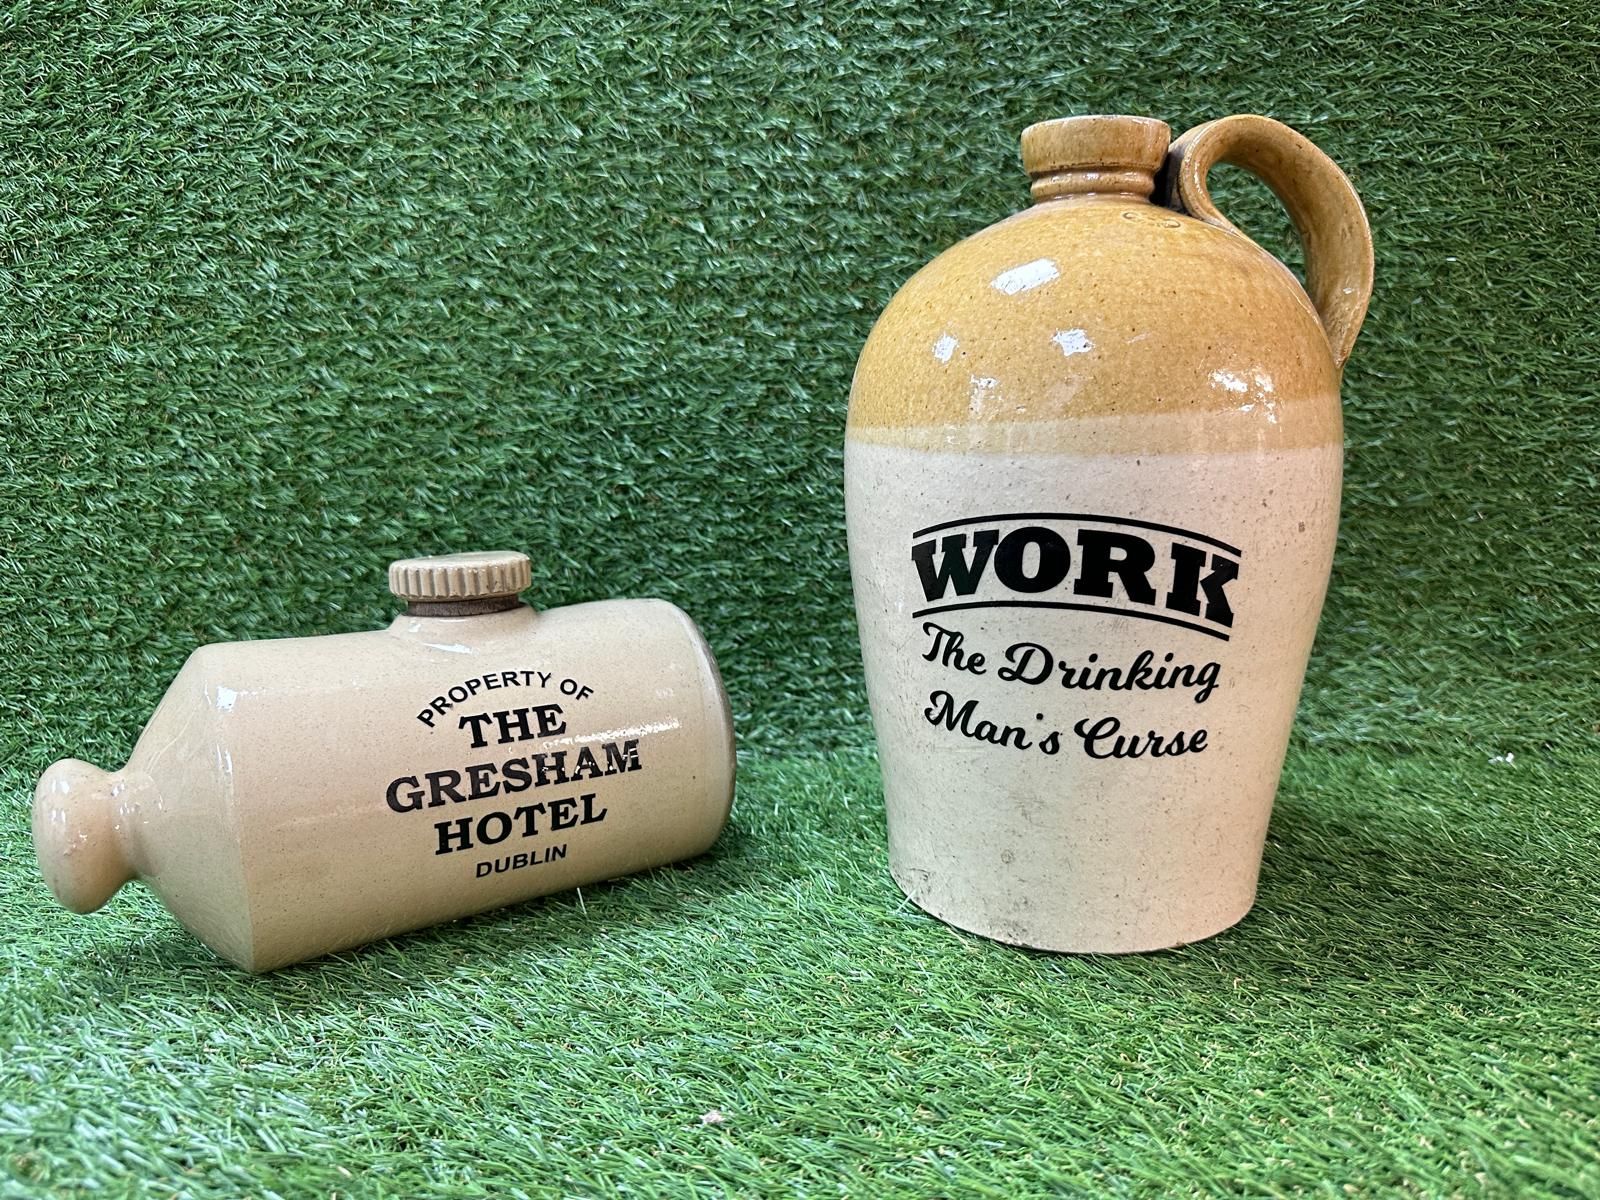 PROPERTY OF
THE
GRESHAM
HOTEL
DUBLIN
WORK
The Drinking
Man's Curse